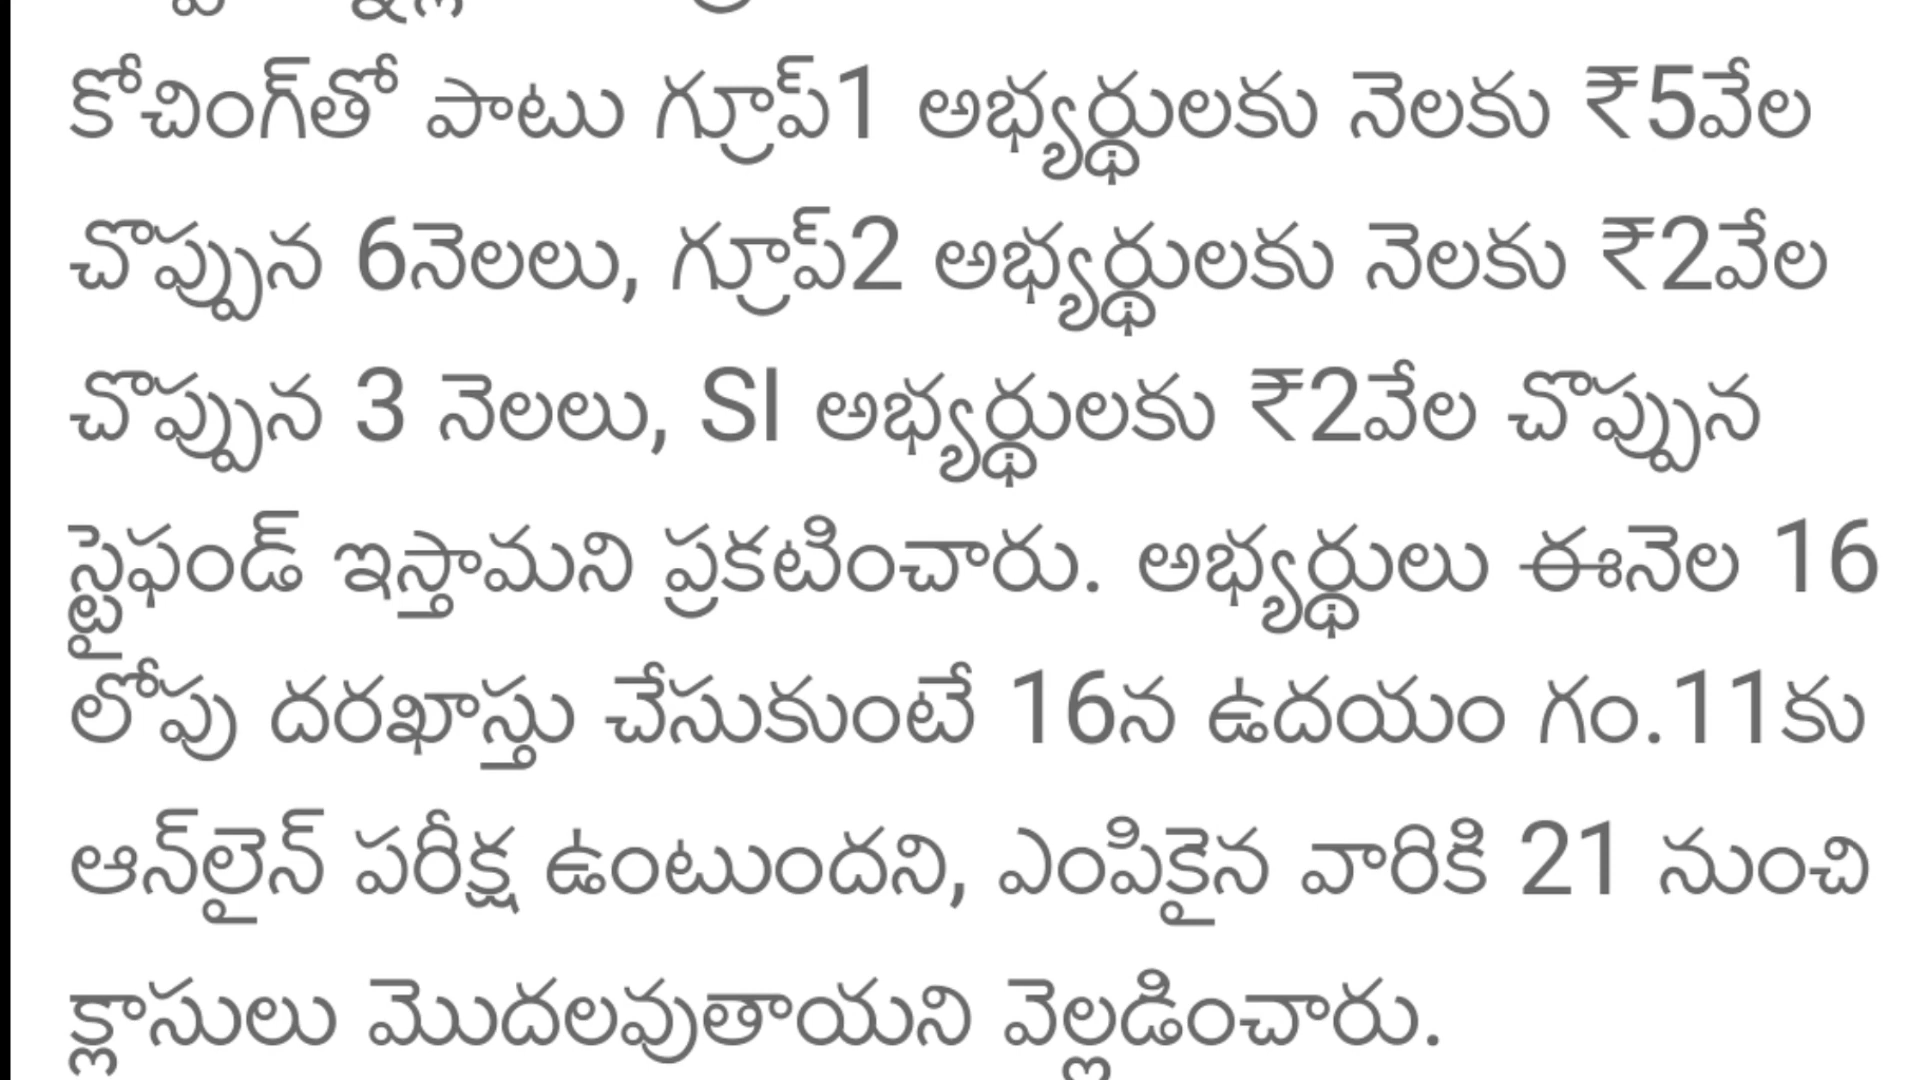 కోచింగ్‌తో పాటు గ్రూప్1 అభ్యర్థులకు నెలకు ₹5వేల
చొప్పున 6నెలలు, గ్రూప్2 అభ్యర్థులకు నెలకు ₹2వేల
చొప్పున 3 నెలలు, SI అభ్యర్థులకు ₹2వేల చొప్పున
స్టైఫండ్ ఇస్తామని ప్రకటించారు. అభ్యర్థులు ఈనెల 16
లోపు దరఖాస్తు చేసుకుంటే 16న ఉదయం గం.11కు
ఆన్‌లైన్ పరీక్ష ఉంటుందని, ఎంపికైన వారికి 21 నుంచి
క్లాసులు మొదలవుతాయని వెల్లడించారు.